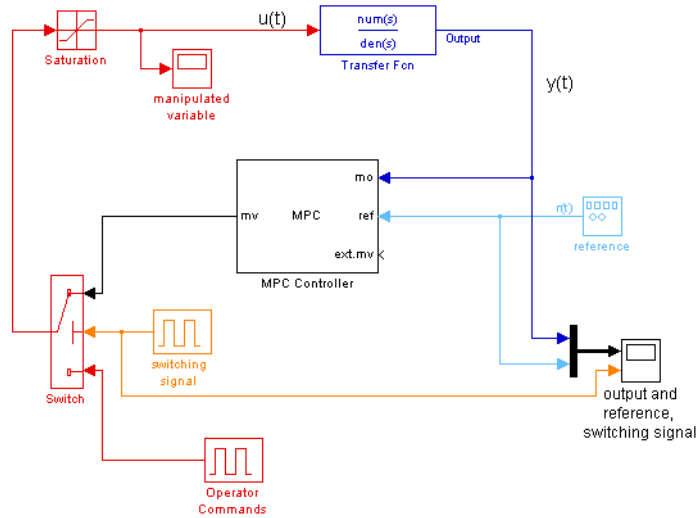 u(t)
num(s)
den(s)
Output
Saturation
Transfer Fcn
manipulated
variable
y(t)
mo
mv
MPC
ref
r(t)
ext.mv
reference
MPC Controller
switching
signal
Switch
output and
reference,
switching signal
Operator
Commands